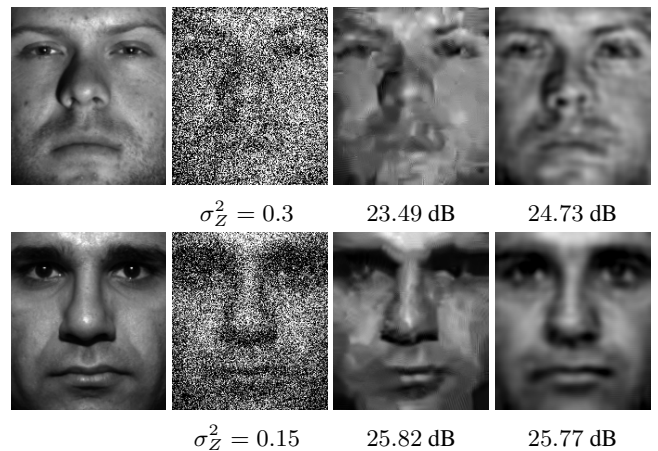 σ_Z^2 = 0.3 23.49 dB 24.73 dB
σ_Z^2 = 0.15 25.82 dB 25.77 dB